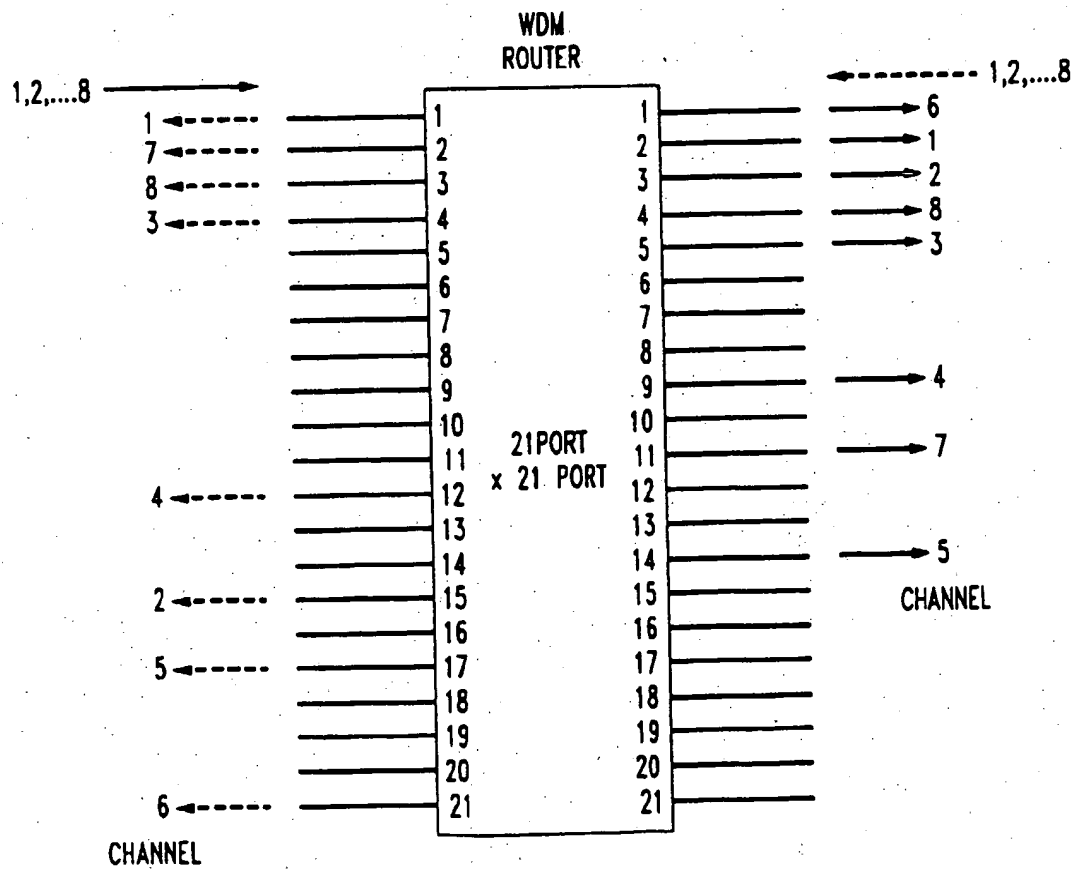 WDM
ROUTER
1,2,....8
1,2,....8
1 1 1 6
7 2 2 1
8 3 3 2
3 4 4 8
5 5 3
6 6
7 7
8 8
9 9 4
10 10
11 11 7
21PORT
x 21 PORT
4 12 12
13 13
14 14 5
2 15 15
CHANNEL
16 16
5 17 17
18 18
19 19
20 20
6 21 21
CHANNEL